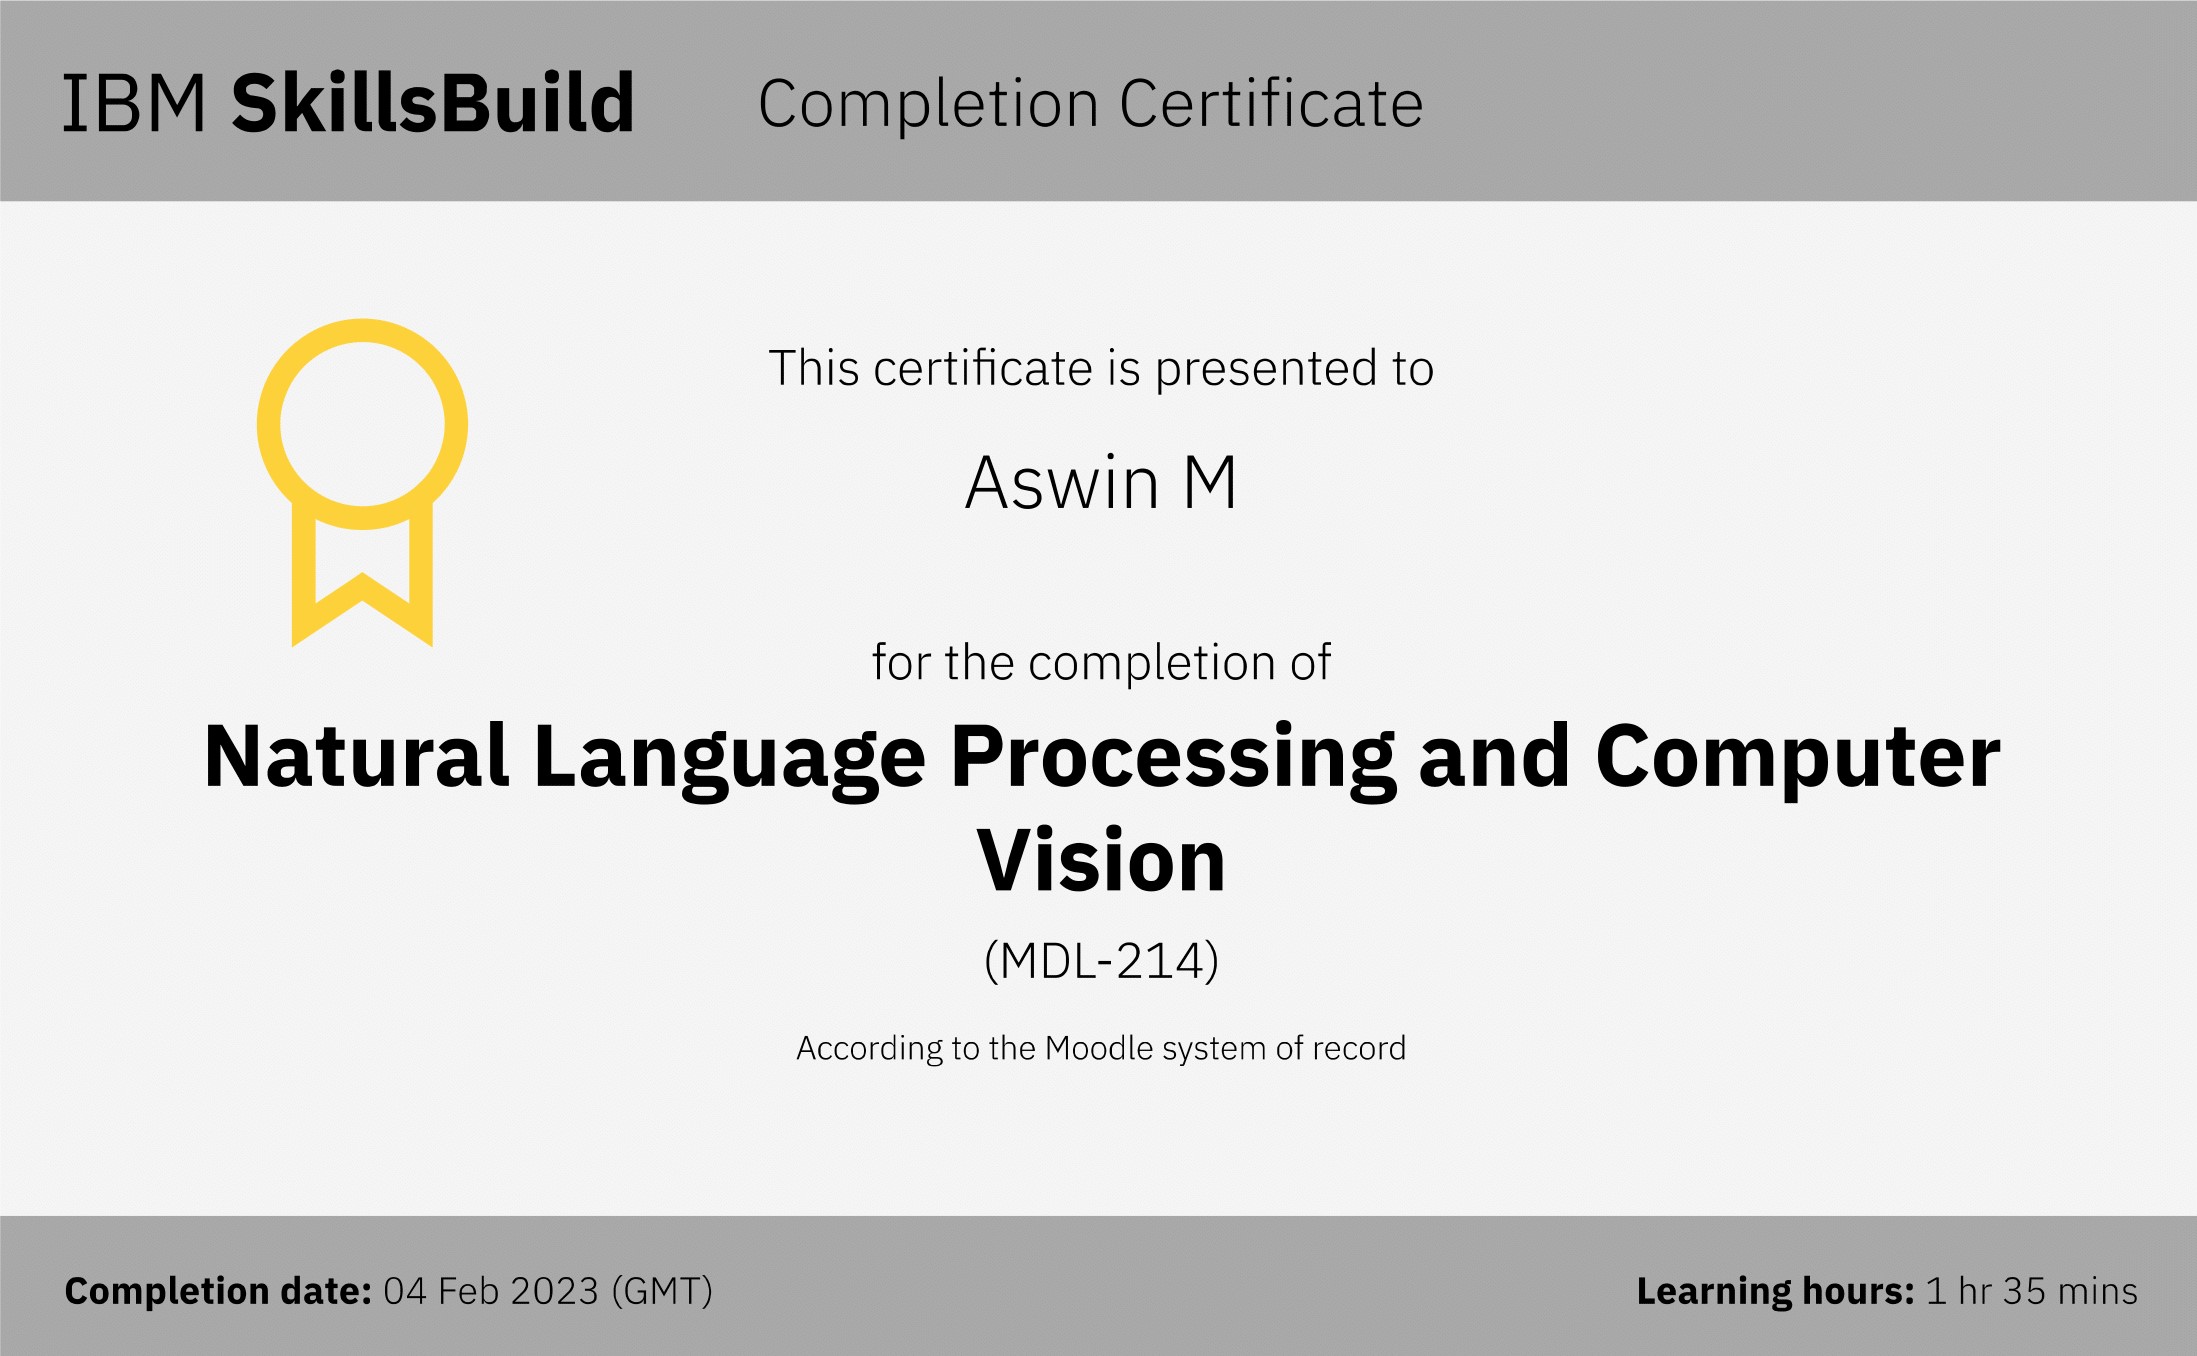 IBM SkillsBuild Completion Certificate
This certificate is presented to
Aswin M
for the completion of
Natural Language Processing and Computer
Vision
(MDL-214)
According to the Moodle system of record
Completion date: 04 Feb 2023 (GMT) Learning hours: 1 hr 35 mins